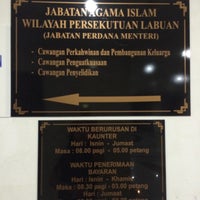 JABATAN AGAMA ISLAM
WILAYAH PERSEKUTUAN LABUAN
(JABATAN PERDANA MENTERI)
- Cawangan Perkahwinan dan Pembangunan Keluarga
- Cawangan Penguatkuasaan
- Cawangan Penyelidikan
WAKTU BERURUSAN DI
KAUNTER
Hari : Isnin - Jumaat
Masa : 08.00 pagi - 05.00 petang
WAKTU PENERIMAAN
BAYARAN
Hari : Isnin - Khamis
Masa : 08.30 pagi - 03.00 petang
Hari : Jumaat